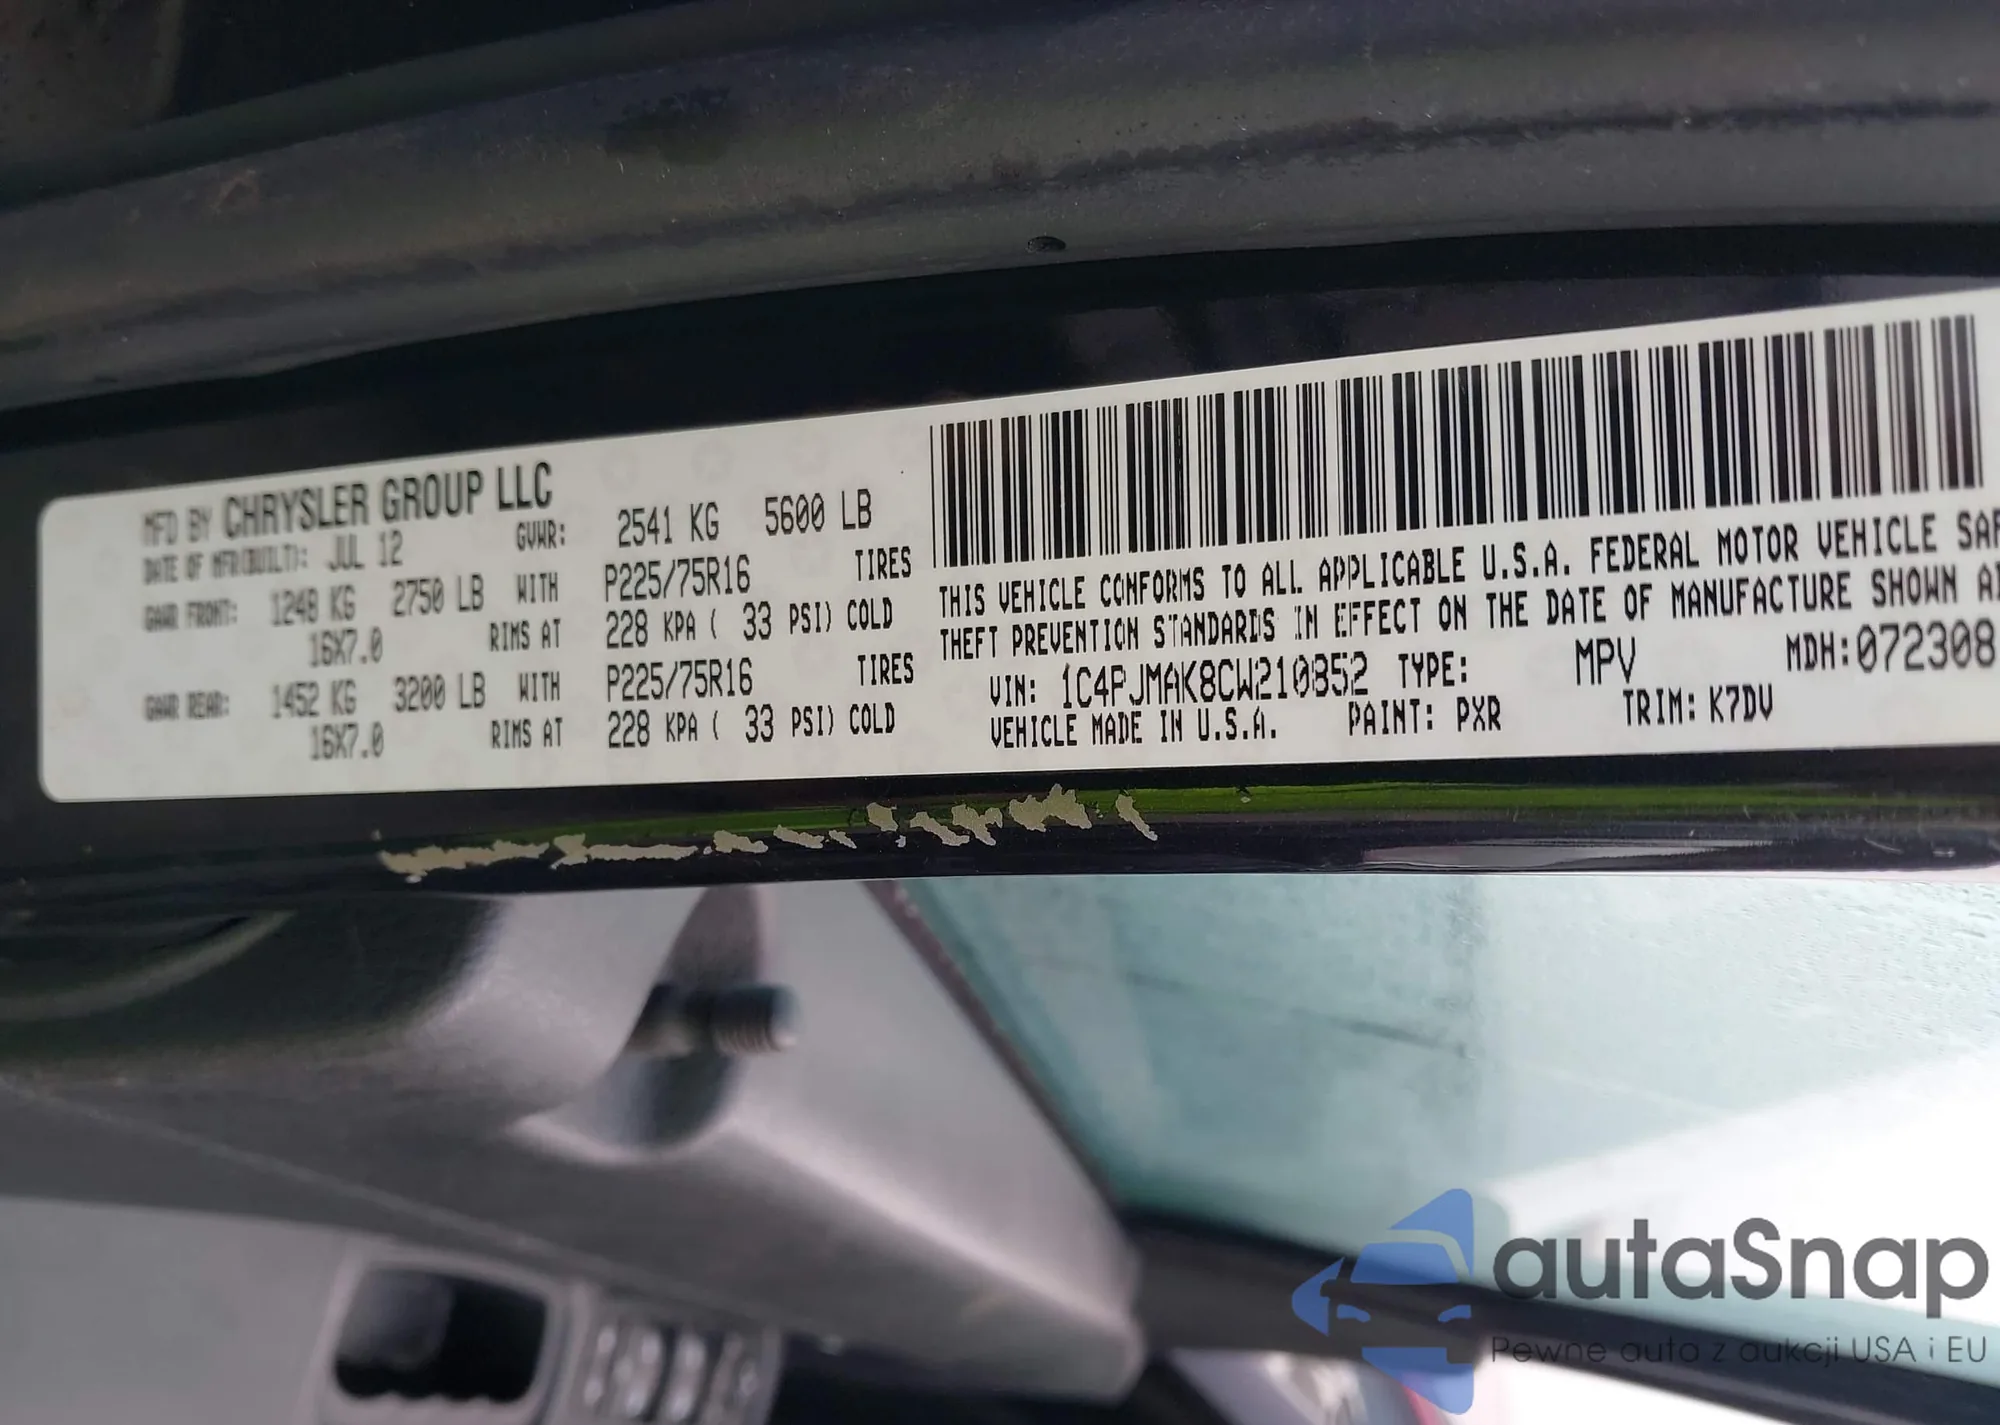 MFD BY CHRYSLER GROUP LLC
DATE OF MFR(BUILT): JUL 12 GVWR: 2541 KG 5600 LB
GAWR FRONT: 1248 KG 2750 LB WITH P225/75R16 TIRES
16X7.0 RIMS AT 228 KPA ( 33 PSI) COLD
GAWR REAR: 1452 KG 3200 LB WITH P225/75R16 TIRES
16X7.0 RIMS AT 228 KPA ( 33 PSI) COLD
THIS VEHICLE CONFORMS TO ALL APPLICABLE U.S.A. FEDERAL MOTOR VEHICLE SAF
THEFT PREVENTION STANDARDS IN EFFECT ON THE DATE OF MANUFACTURE SHOWN A
VIN: 1C4PJMAK8CW210852 TYPE: MPV MDH:072308
VEHICLE MADE IN U.S.A. PAINT: PXR TRIM: K7DV
autaSnap
Pewne auto z aukcji USA i EU